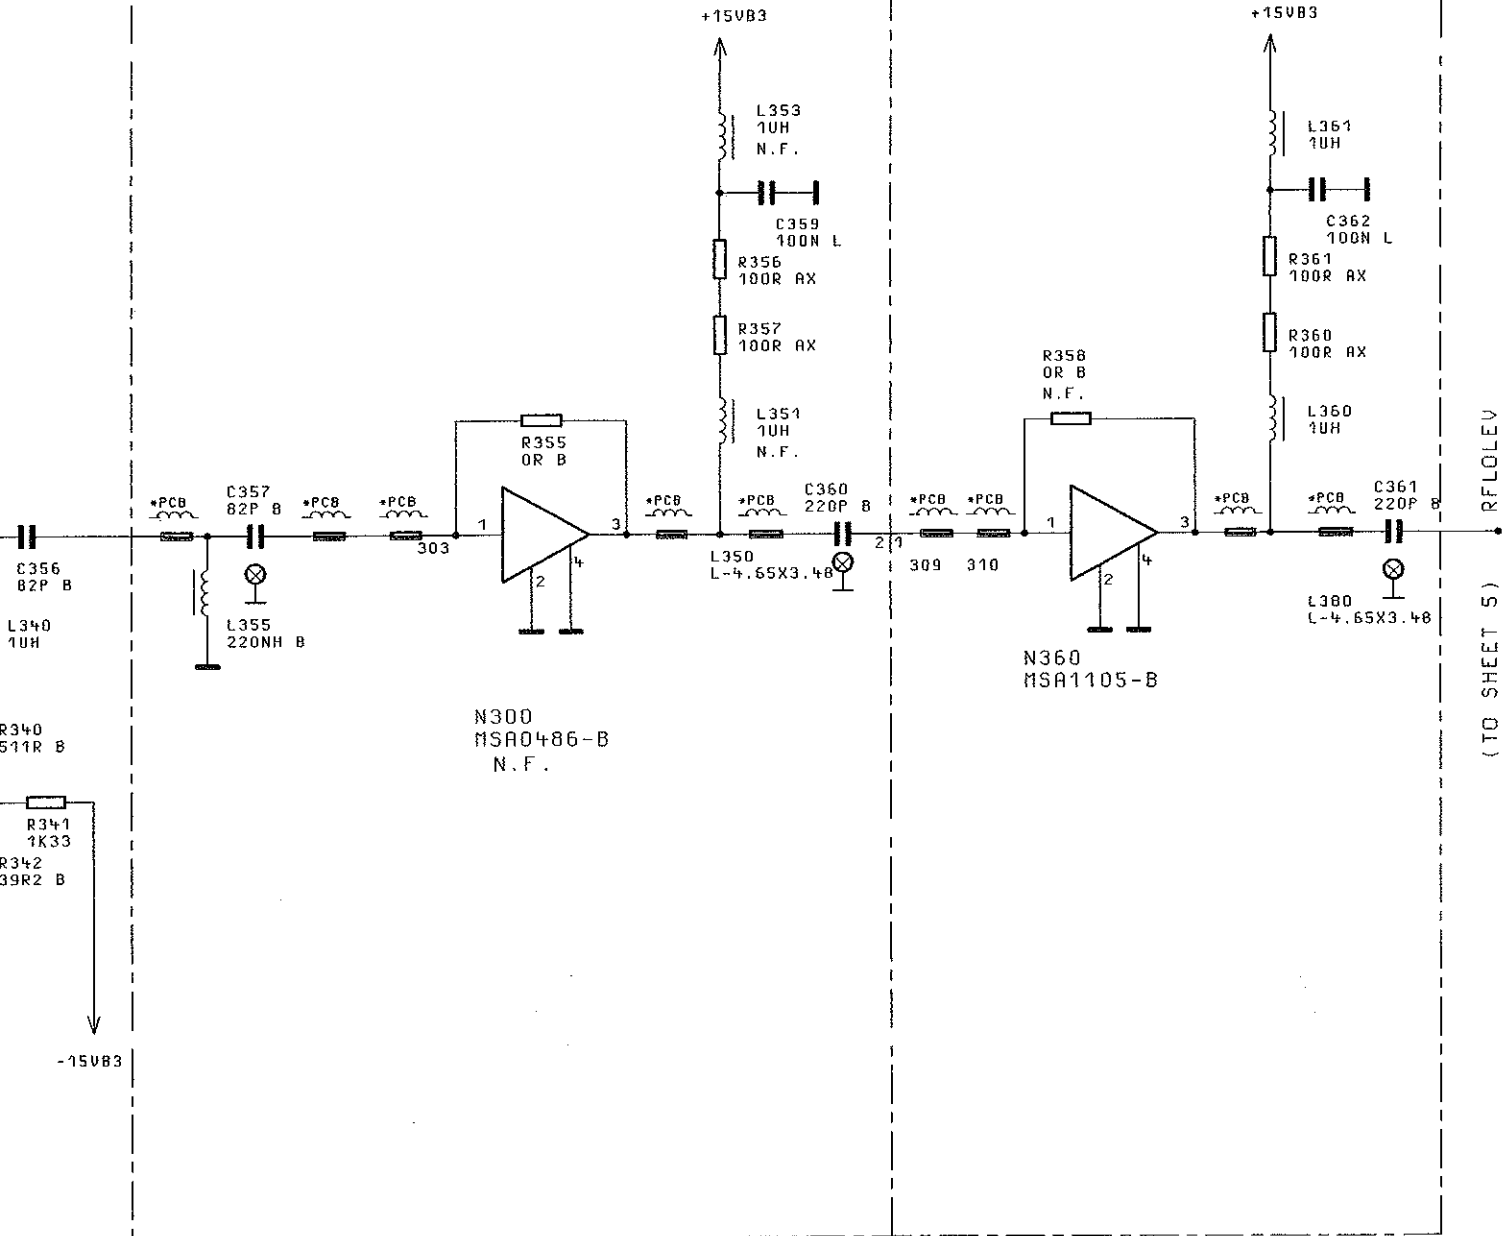 +15VB3
+15VB3
L353
1UH
N.F.
L361
1UH
C359
100N L
C362
100N L
R356
100R AX
R361
100R AX
R357
100R AX
R360
100R AX
R358
0R B
N.F.
L351
1UH
N.F.
L360
1UH
R355
0R B
*PCB
C357
82P B
*PCB
*PCB
*PCB
*PCB
C360
220P B
*PCB
*PCB
*PCB
*PCB
C361
220P B
RFLOLEV
(TO SHEET 5)
303
1
3
2
4
L350
L-4.65X3.48
21
309
310
1
3
2
4
C356
82P B
L340
1UH
L355
220NH B
L380
L-4.65X3.48
N360
MSA1105-B
N300
MSA0486-B
N.F.
R340
511R B
R341
1K33
R342
39R2 B
-15VB3